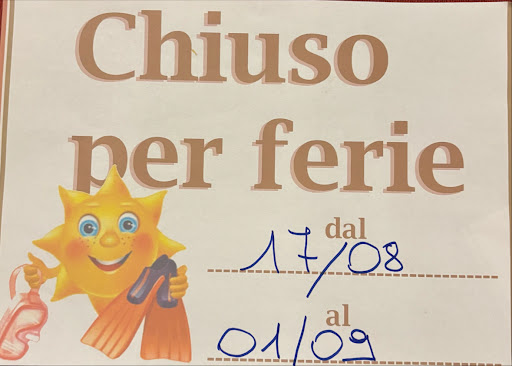 Chiuso
per ferie
dal
17/08
al
01/09